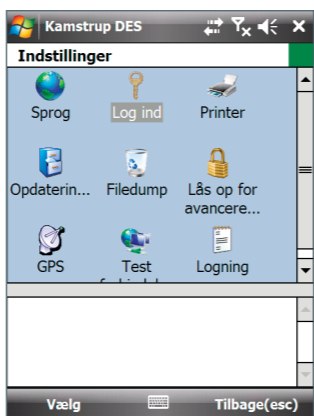 Kamstrup DES
Indstillinger
Sprog
Log ind
Printer
Opdaterin...
Filedump
Lås op for
avancere...
GPS
Test
Logning
Vælg
Tilbage(esc)